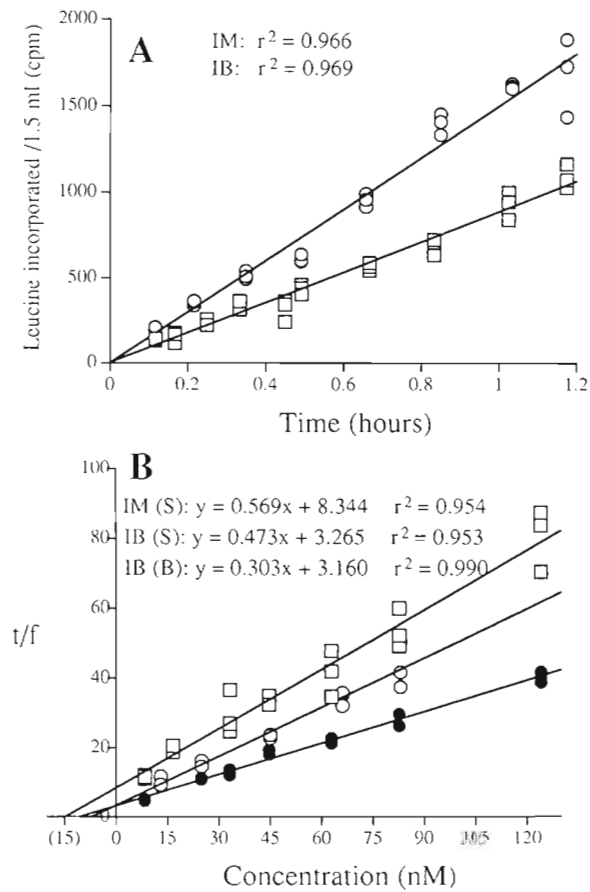 2000
A
IM: r² = 0.966
IB: r² = 0.969
1500
1000
500
0
Leucine incorporated /1.5 ml (cpm)
0 0.2 0.4 0.6 0.8 1 1.2
Time (hours)
100
B
IM (S): y = 0.569x + 8.344 r² = 0.954
IB (S): y = 0.473x + 3.265 r² = 0.953
IB (B): y = 0.303x + 3.160 r² = 0.990
80
60
t/f
40
20
0
(15) 0 15 30 45 60 75 90 105 120
Concentration (nM)